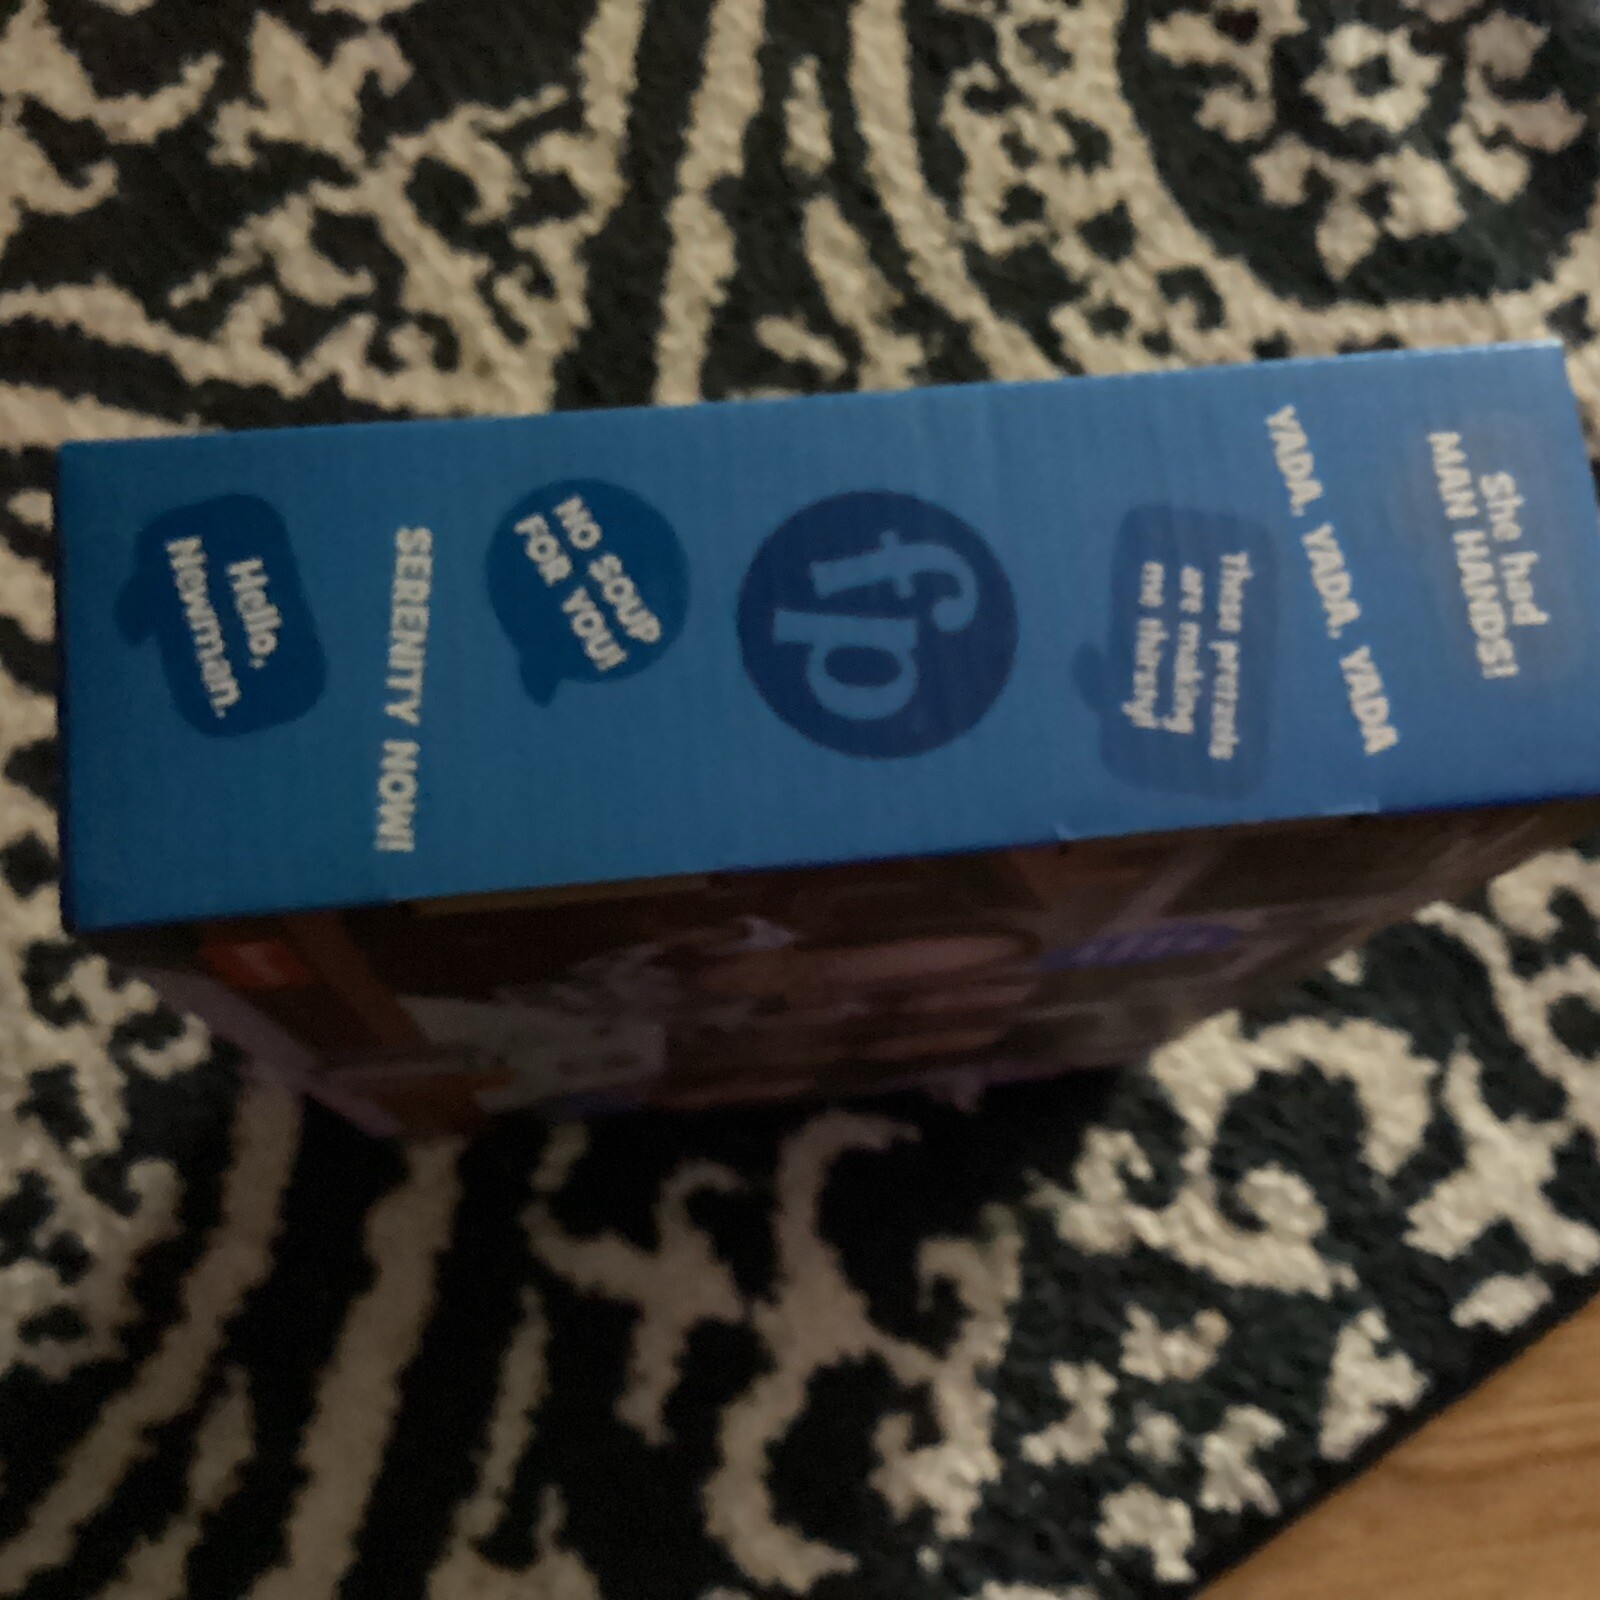 she had
MAN HANDS!
YADA, YADA, YADA
These pretzels
are making
me thirsty!
fp
NO SOUP
FOR YOU!
SERENITY NOW!
Hello,
Newman.